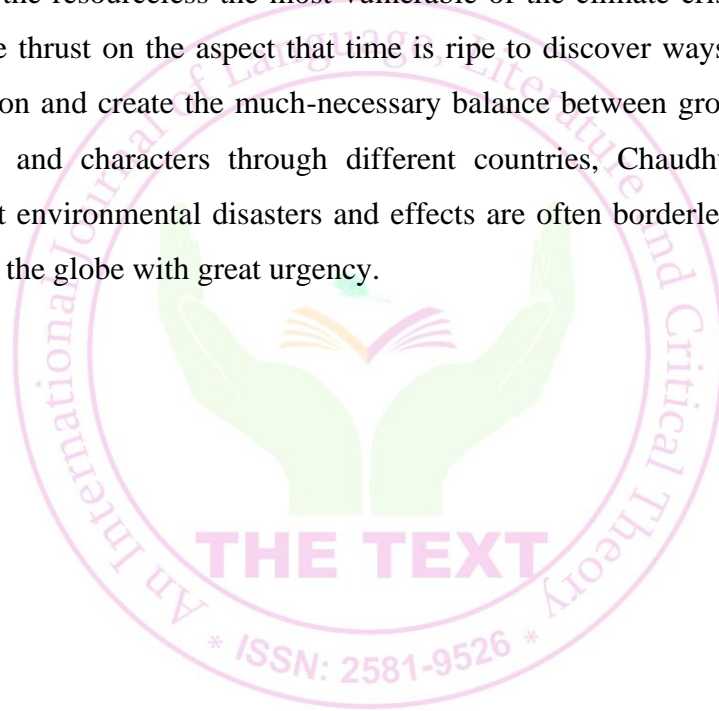 the resourceless the most vulnerable of the climate cris
e thrust on the aspect that time is ripe to discover ways
on and create the much-necessary balance between gro
and characters through different countries, Chaudh
t environmental disasters and effects are often borderle
the globe with great urgency.
An International Journal of Language, Literature and Critical Theory
THE TEXT
* ISSN: 2581-9526 *